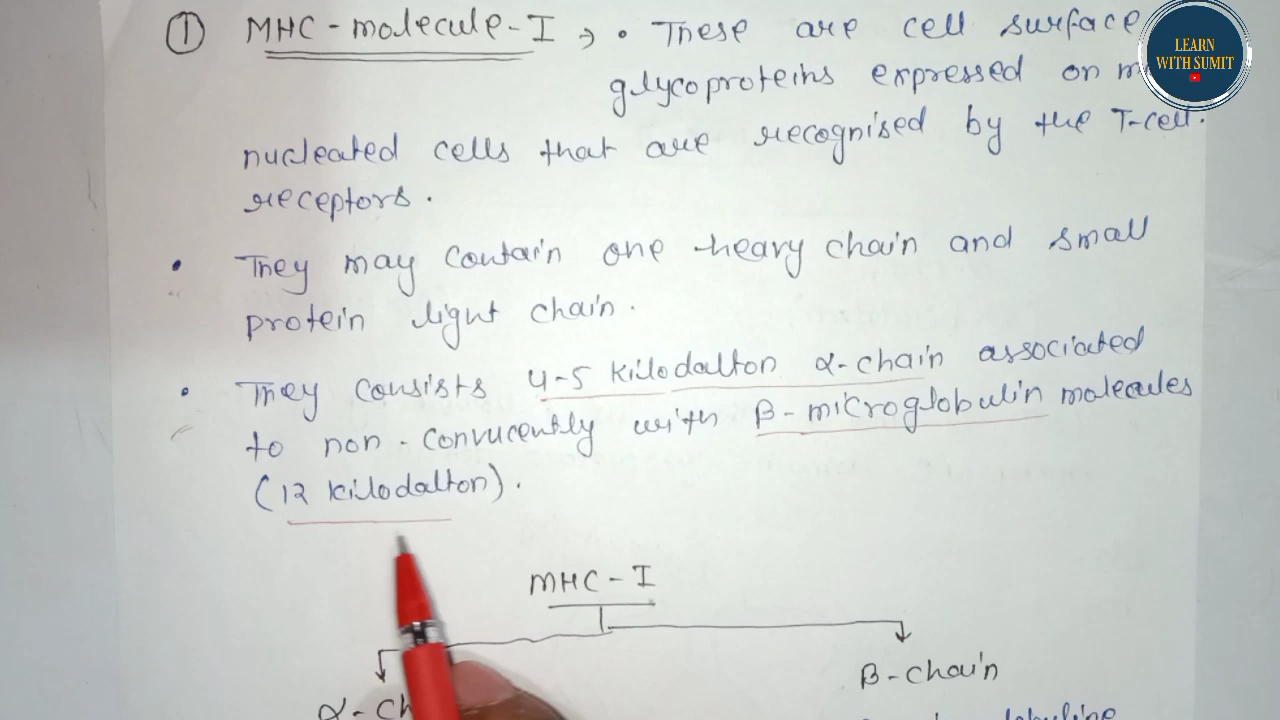 ① MHC - molecule - I → • These are cell surface
glycoproteins expressed on
LEARN
WITH SUMIT
nucleated cells that are recognised by the T-cell.
receptors.
• They may contain one heavy chain and small
protein light chain.
• They consists 4-5 kilodalton α-chain associated
to non-convucently with β-microglobulin molecules
(12 kilodalton).
MHC - I
β-chain